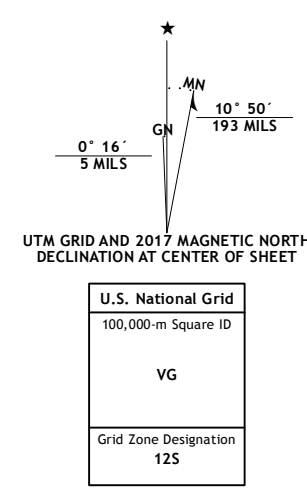 ★
MN
GN
10° 50´
193 MILS
0° 16´
5 MILS
UTM GRID AND 2017 MAGNETIC NORTH
DECLINATION AT CENTER OF SHEET
U.S. National Grid
100,000-m Square ID
VG
Grid Zone Designation
12S